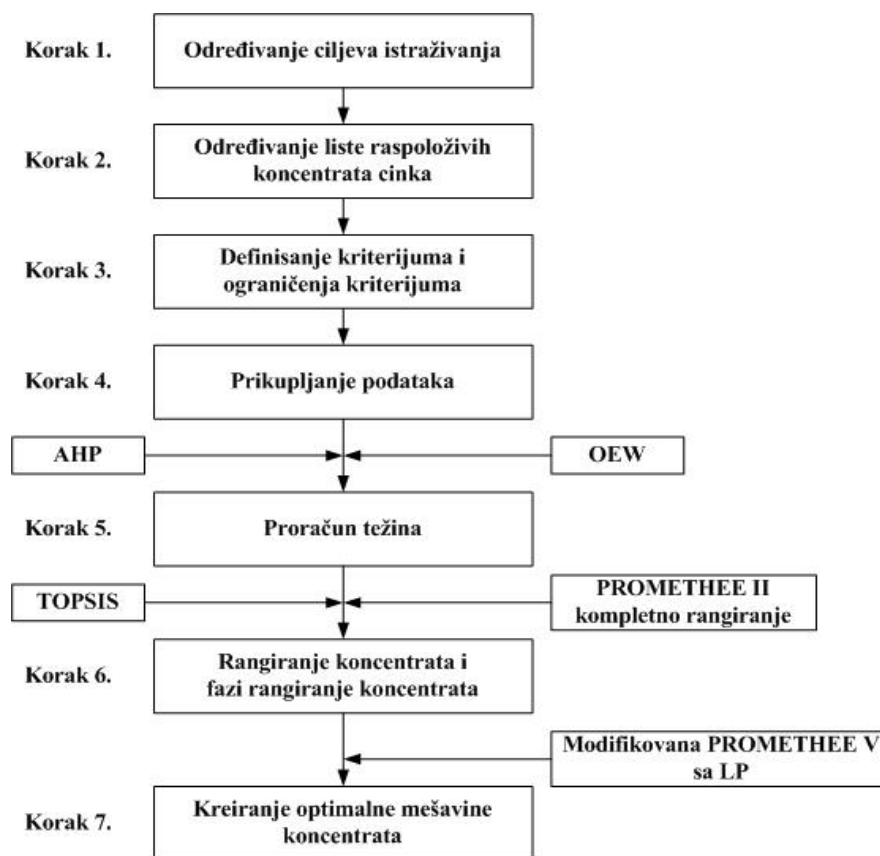 Korak 1.
Određivanje ciljeva istraživanja
Korak 2.
Određivanje liste raspoloživih
koncentrata cinka
Korak 3.
Definisanje kriterijuma i
ograničenja kriterijuma
Korak 4.
Prikupljanje podataka
AHP
OEW
Korak 5.
Proračun težina
TOPSIS
PROMETHEE II
kompletno rangiranje
Korak 6.
Rangiranje koncentrata i
fazi rangiranje koncentrata
Modifikovana PROMETHEE V
sa LP
Korak 7.
Kreiranje optimalne mešavine
koncentrata